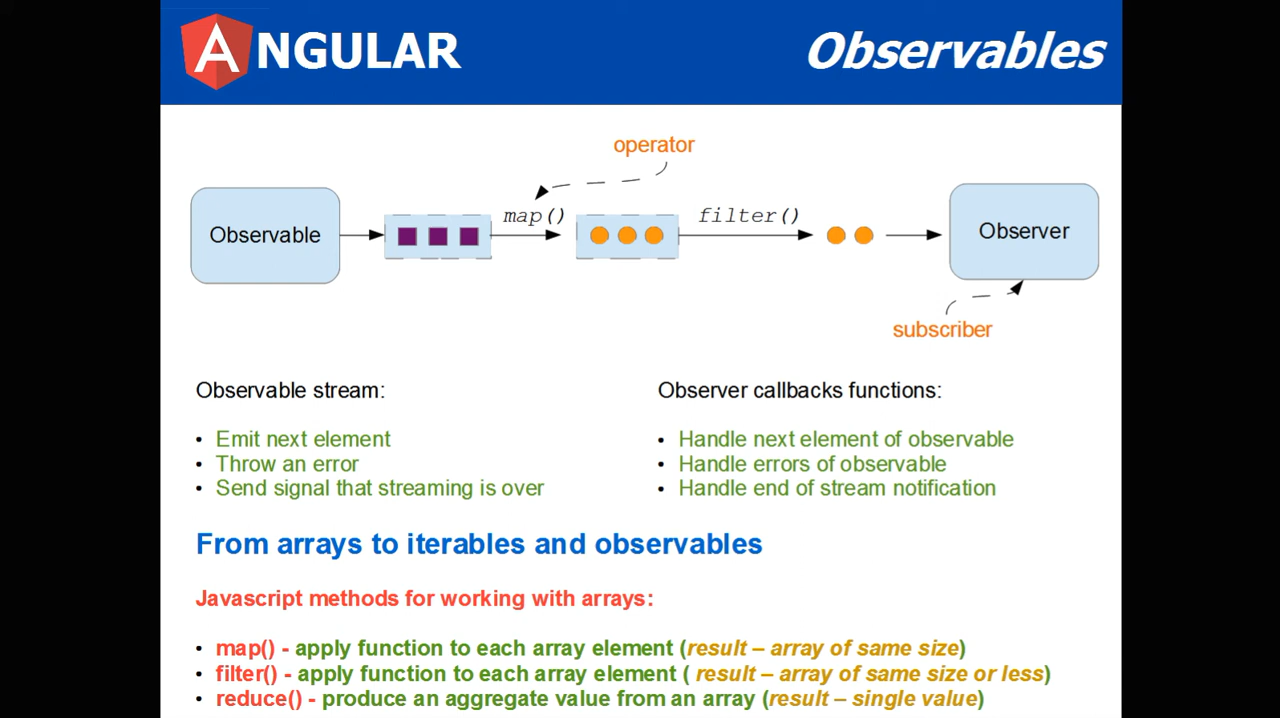 ANGULAR
Observables
operator
map()
filter()
Observable
Observer
subscriber
Observable stream:
• Emit next element
• Throw an error
• Send signal that streaming is over
Observer callbacks functions:
• Handle next element of observable
• Handle errors of observable
• Handle end of stream notification
From arrays to iterables and observables
Javascript methods for working with arrays:
• map() - apply function to each array element (result – array of same size)
• filter() - apply function to each array element ( result – array of same size or less)
• reduce() - produce an aggregate value from an array (result – single value)